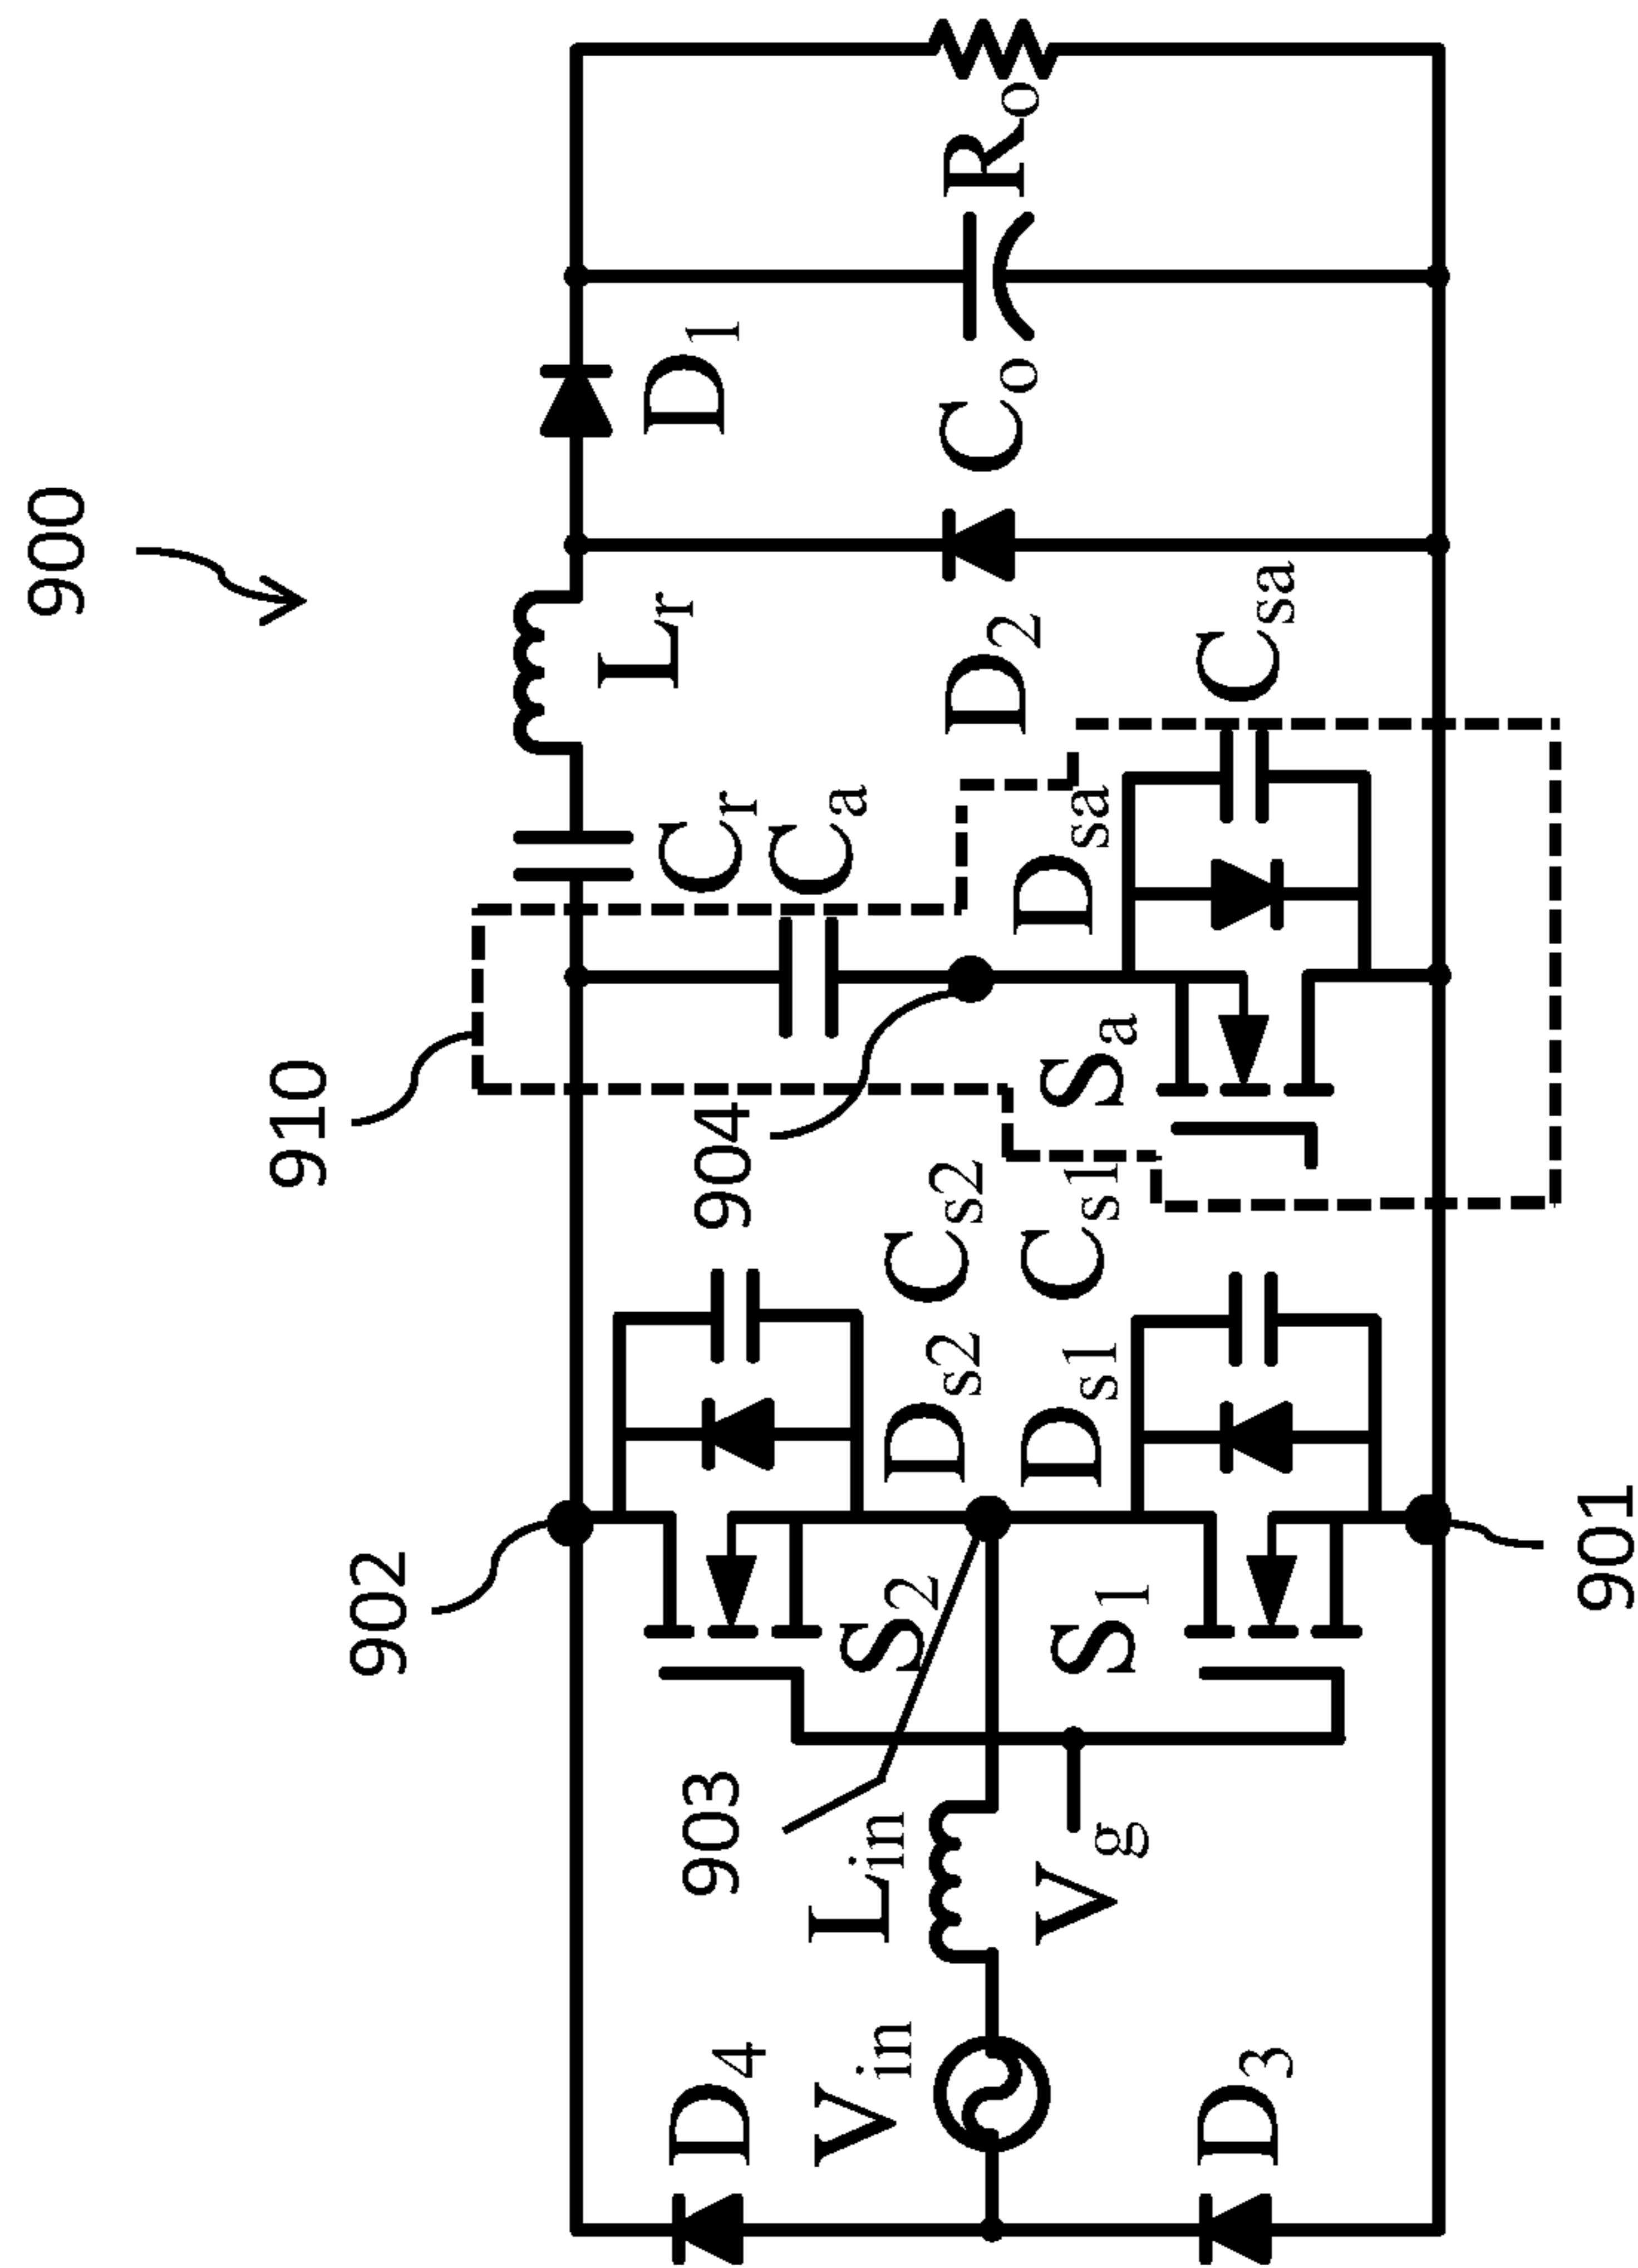 900
910
902
904
903
901
D4
D3
Vin
Lin
Vg
S2
S1
Ds2
Cs2
Ds1
Cs1
Sa
Dsa
Csa
Ca
Cr
Lr
D2
D1
Co
Ro